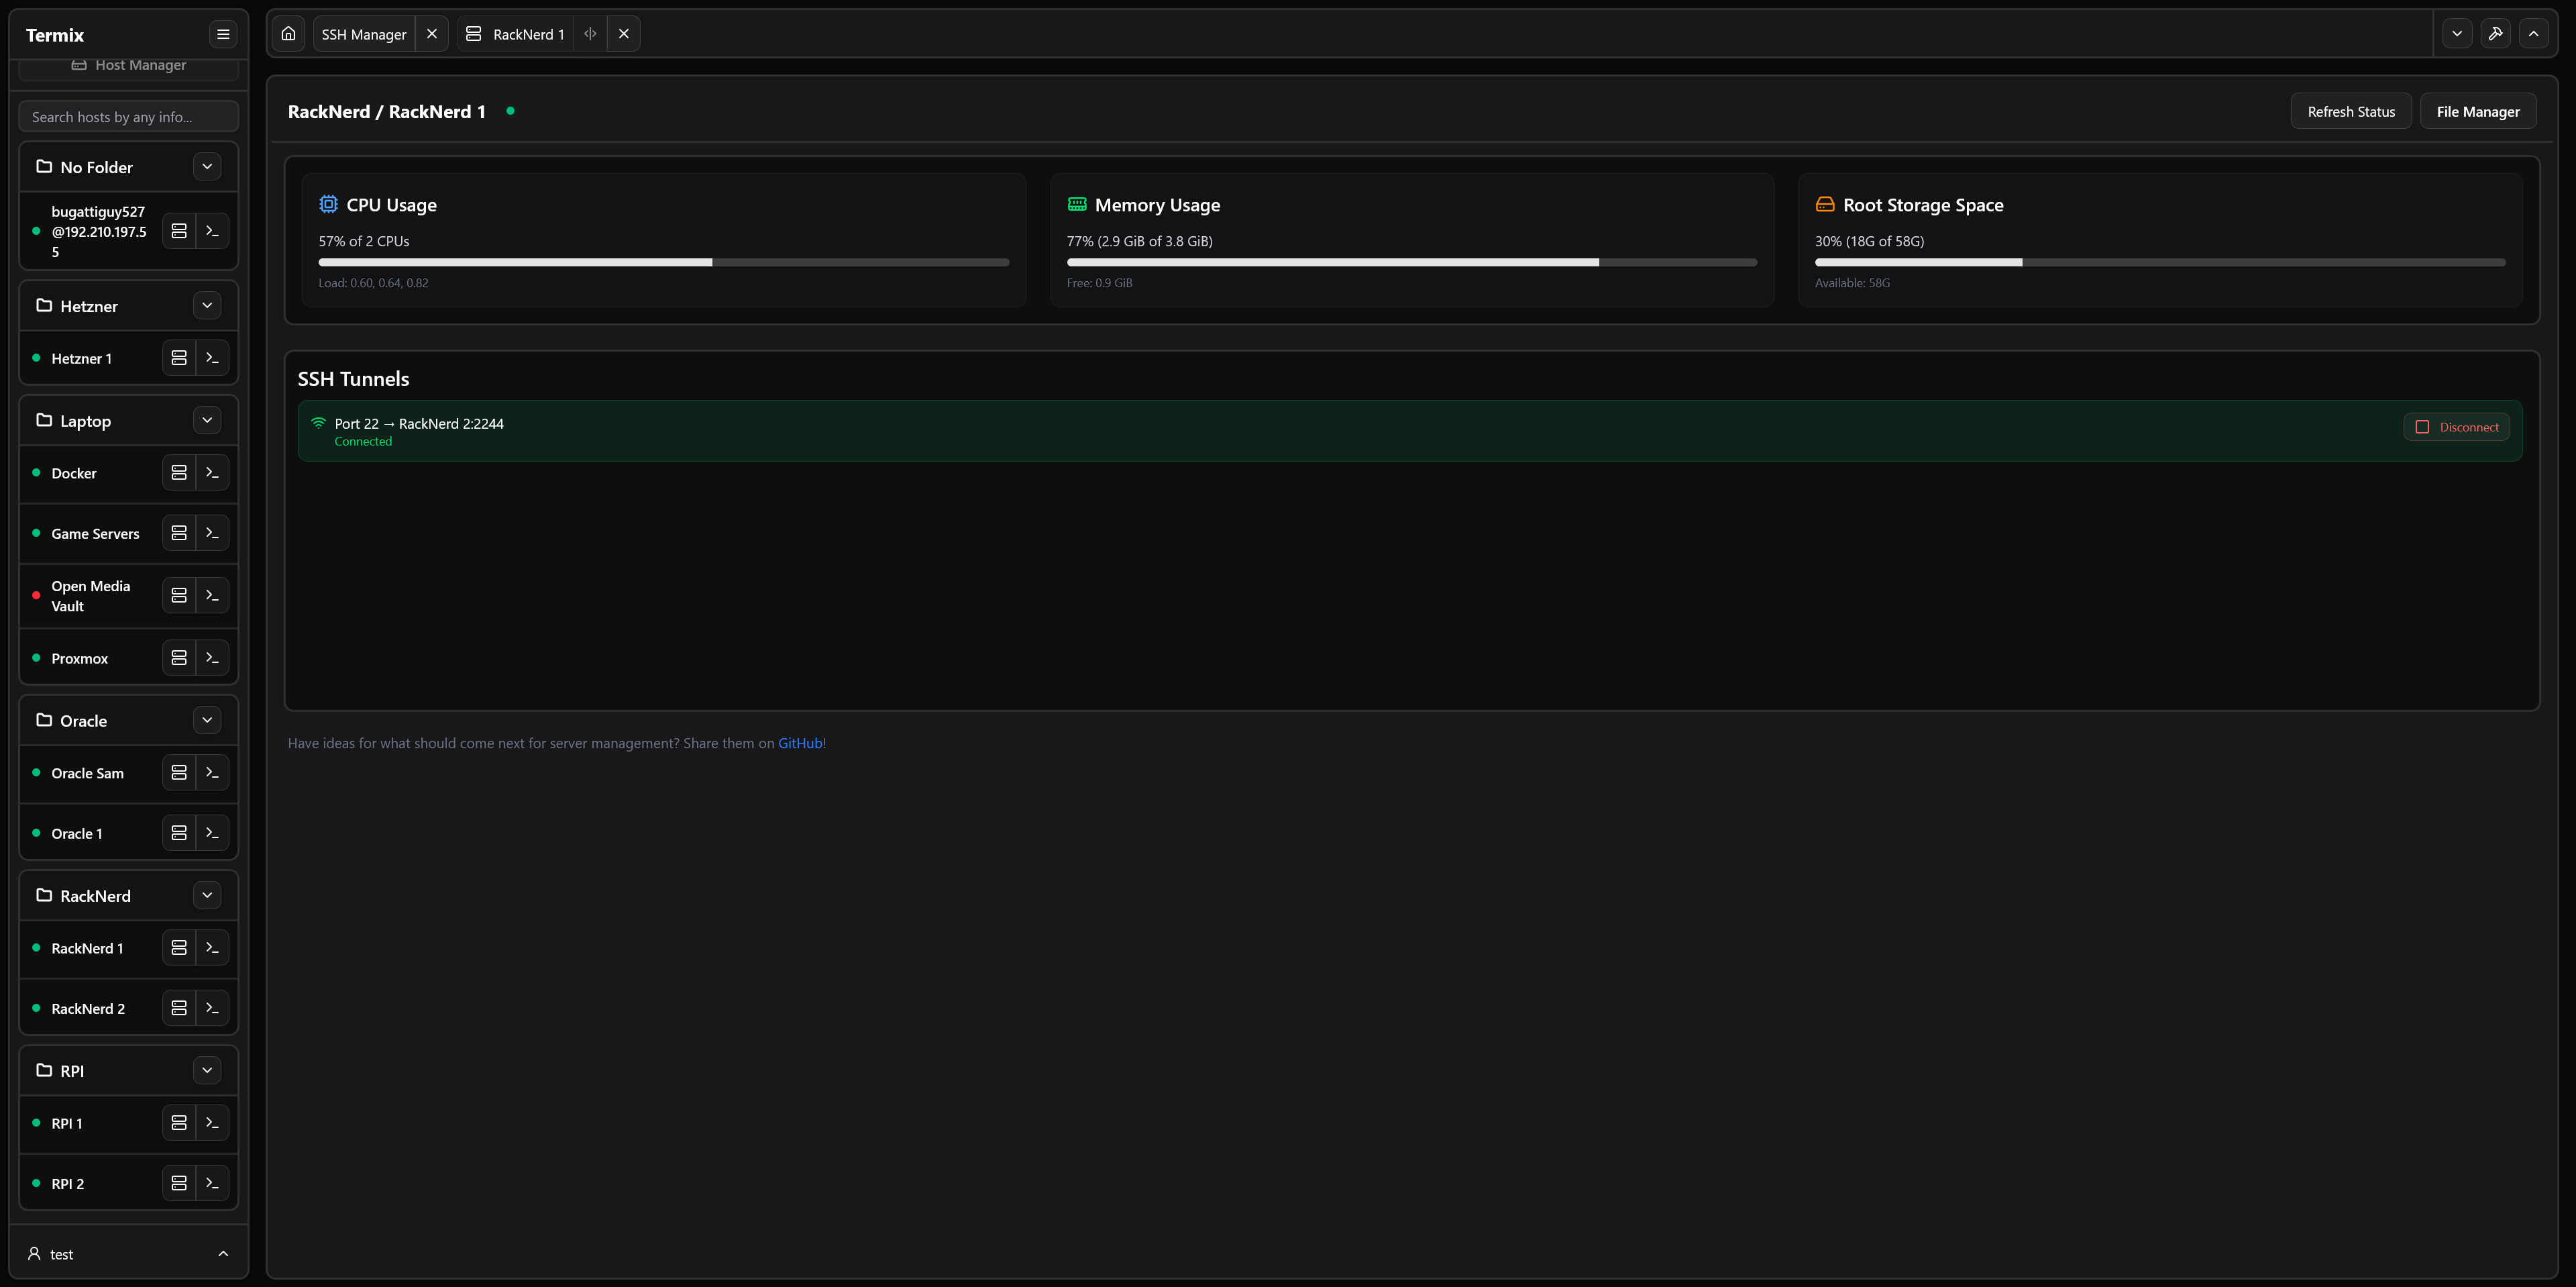 Termix
Host Manager
Search hosts by any info...
No Folder
bugattiguy527
@192.210.197.5
5
Hetzner
Hetzner 1
Laptop
Docker
Game Servers
Open Media
Vault
Proxmox
Oracle
Oracle Sam
Oracle 1
RackNerd
RackNerd 1
RackNerd 2
RPI
RPI 1
RPI 2
test
SSH Manager
RackNerd 1
RackNerd / RackNerd 1
Refresh Status
File Manager
CPU Usage
57% of 2 CPUs
Load: 0.60, 0.64, 0.82
Memory Usage
77% (2.9 GiB of 3.8 GiB)
Free: 0.9 GiB
Root Storage Space
30% (18G of 58G)
Available: 58G
SSH Tunnels
Port 22 → RackNerd 2:2244
Connected
Disconnect
Have ideas for what should come next for server management? Share them on GitHub!